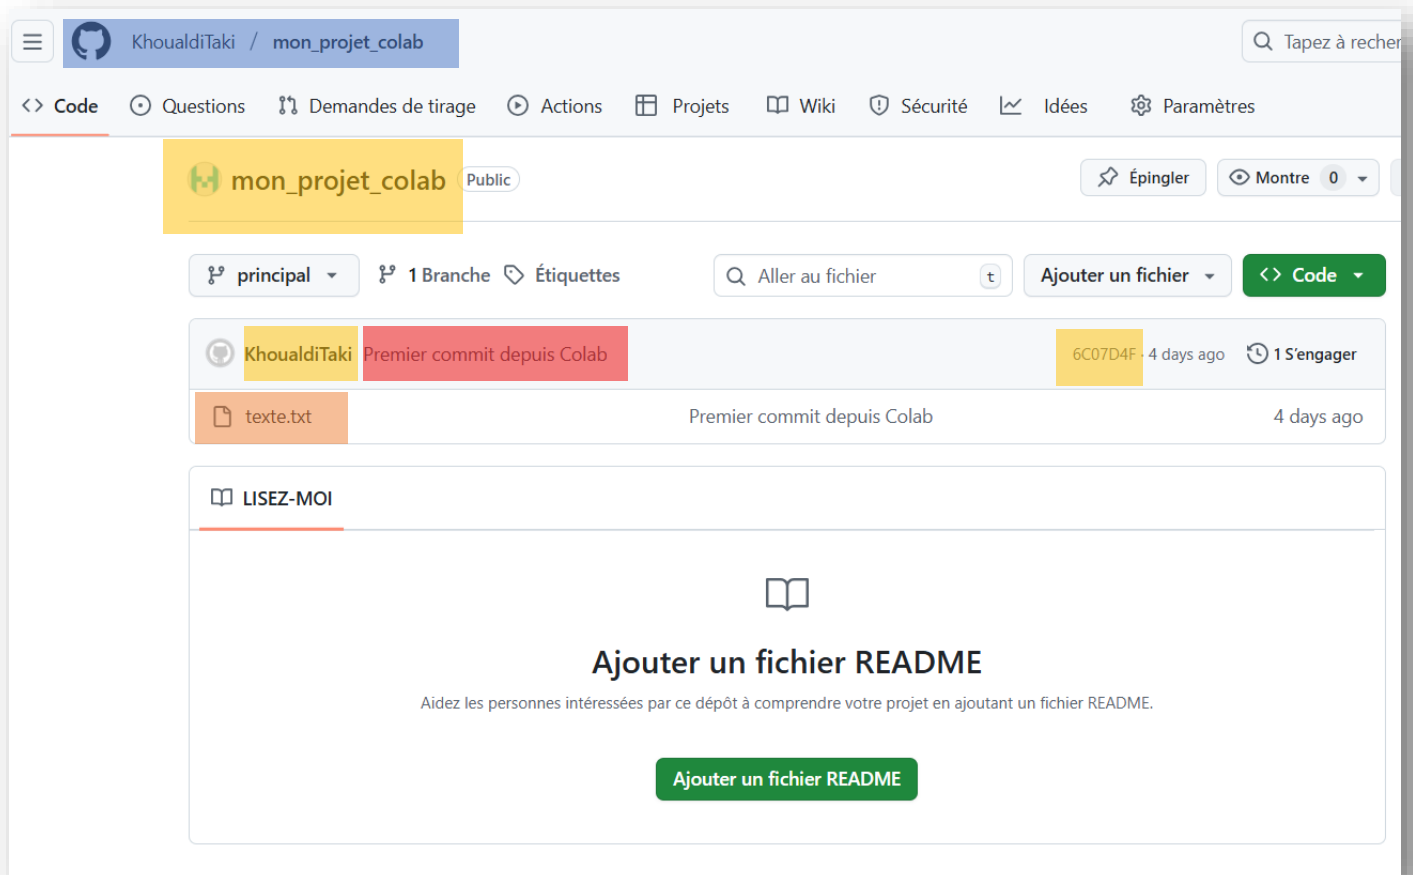 KhoualdiTaki / mon_projet_colab Tapez à recher
Code Questions Demandes de tirage Actions Projets Wiki Sécurité Idées Paramètres
mon_projet_colab Public Épingler Montre 0
principal 1 Branche Étiquettes Aller au fichier t Ajouter un fichier Code
KhoualdiTaki Premier commit depuis Colab 6C07D4F · 4 days ago 1 S'engager
texte.txt Premier commit depuis Colab 4 days ago
LISEZ-MOI
Ajouter un fichier README
Aidez les personnes intéressées par ce dépôt à comprendre votre projet en ajoutant un fichier README.
Ajouter un fichier README